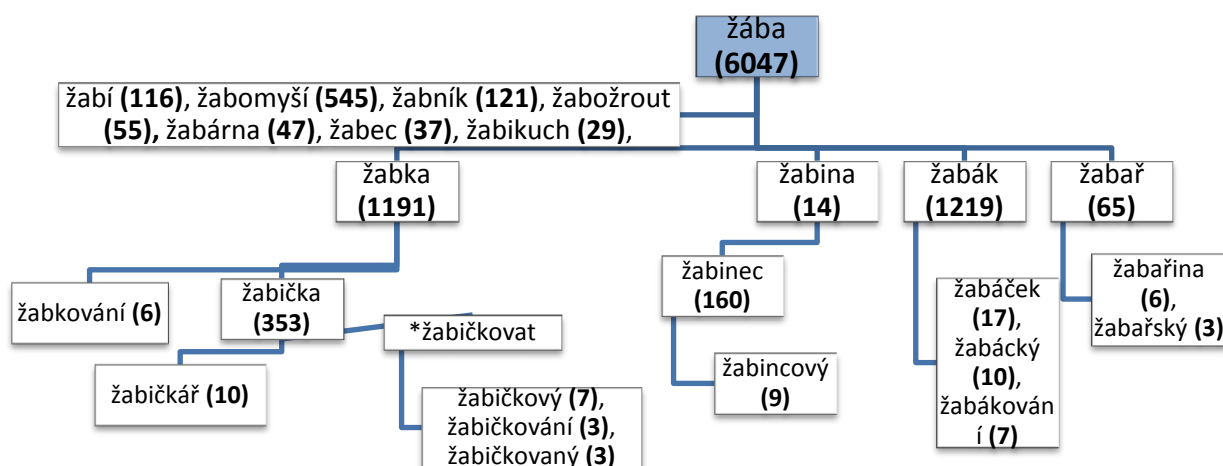 žába
(6047)
žabí (116), žabomyší (545), žabník (121), žabožrout
(55), žabárna (47), žabec (37), žabikuch (29),
žabka
(1191)
žabina
(14)
žabák
(1219)
žabař
(65)
žabkování (6)
žabička
(353)
*žabičkovat
žabičkář (10)
žabičkový (7),
žabičkování (3),
žabičkovaný (3)
žabinec
(160)
žabincový
(9)
žabáček
(17),
žabácký
(10),
žabákován
í (7)
žabařina
(6),
žabařský (3)